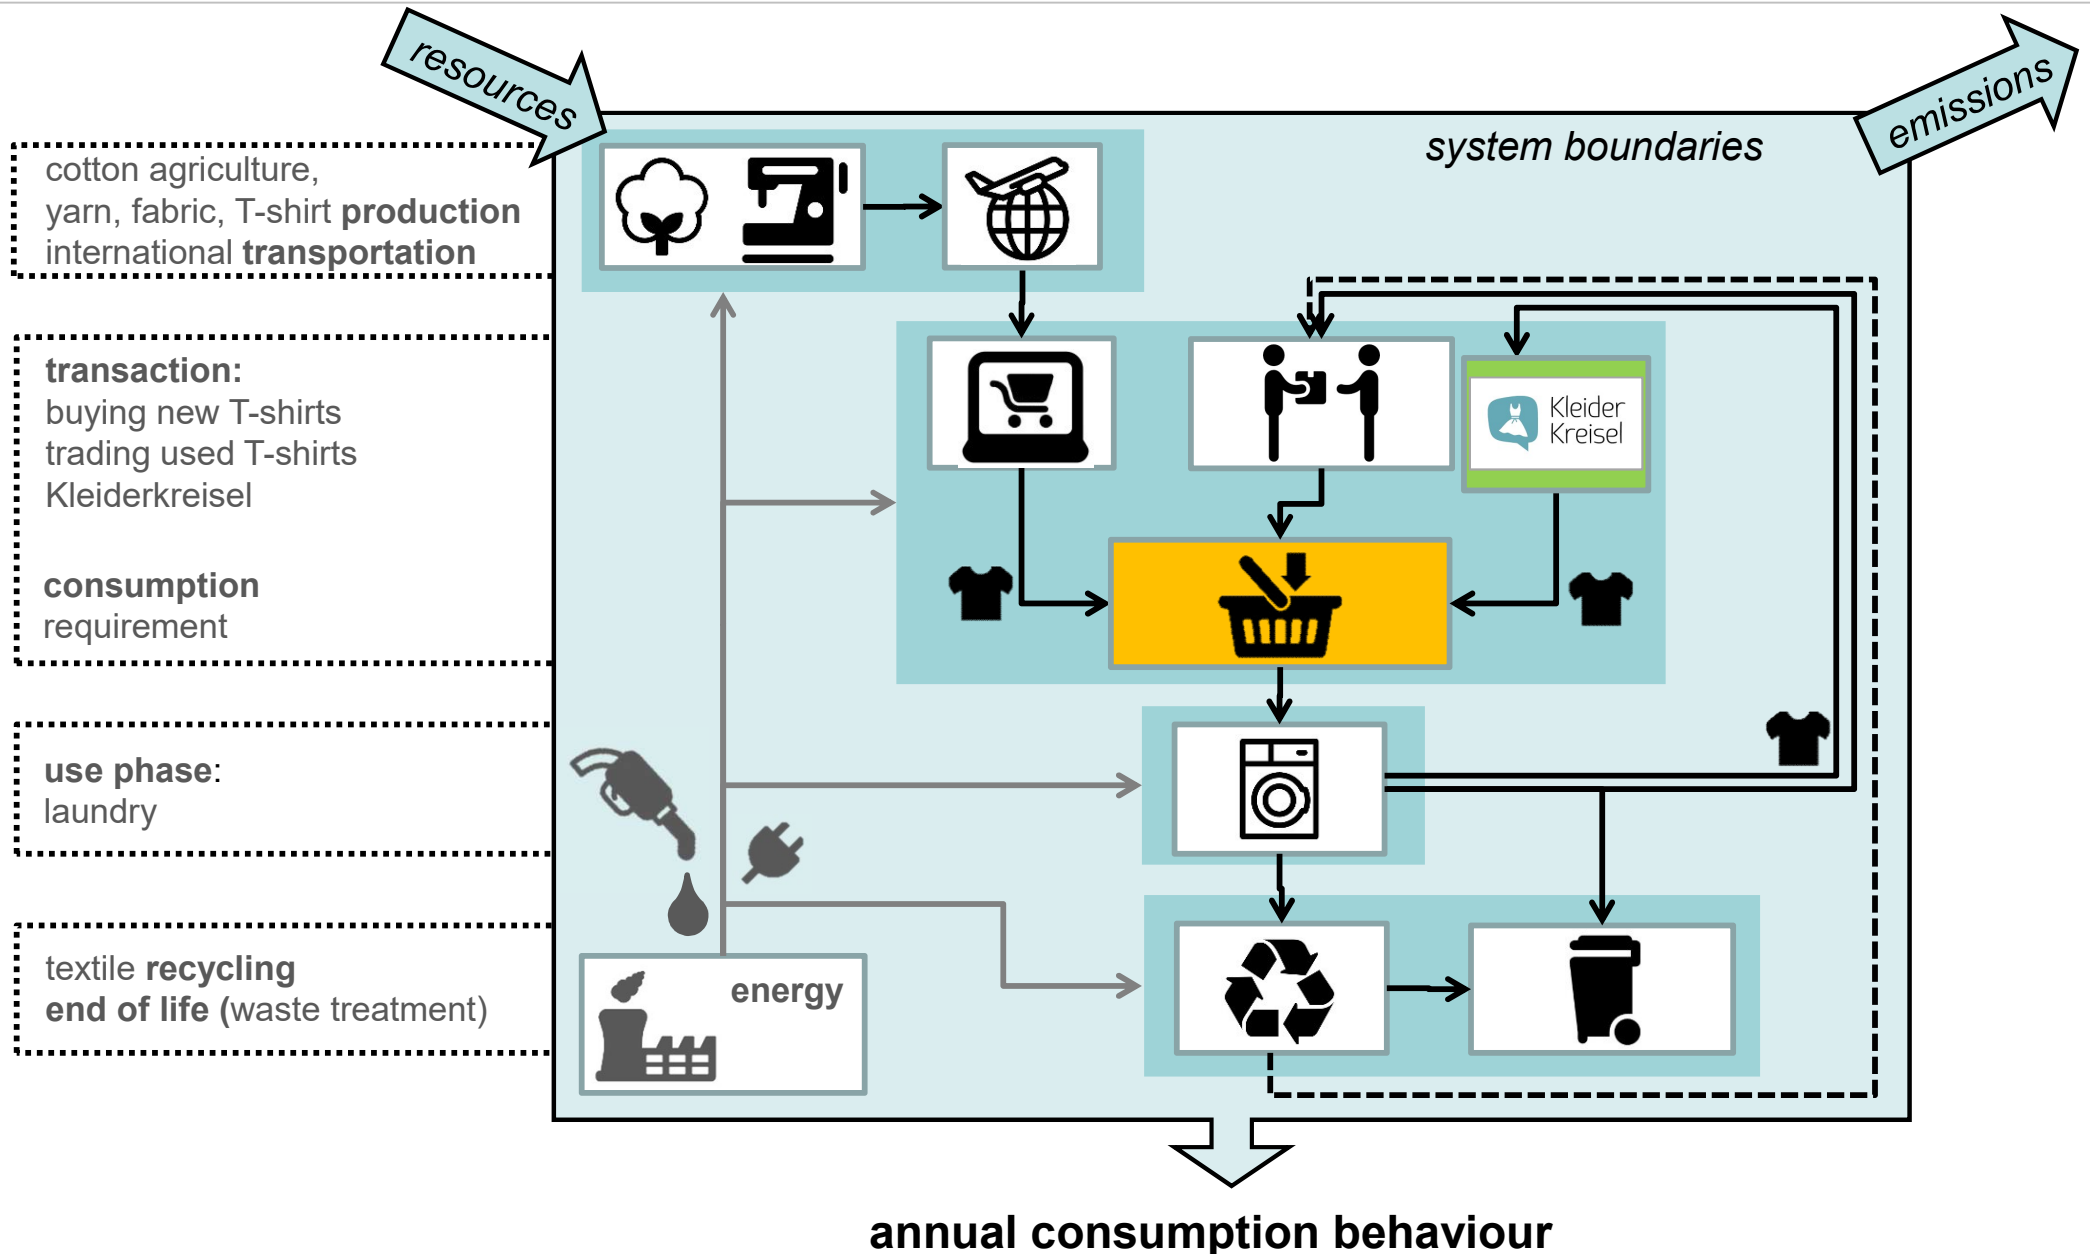 resources
emissions
system boundaries
cotton agriculture,
yarn, fabric, T-shirt production
international transportation
transaction:
buying new T-shirts
trading used T-shirts
Kleiderkreisel
consumption
requirement
Kleider
Kreisel
use phase:
laundry
textile recycling
end of life (waste treatment)
energy
annual consumption behaviour